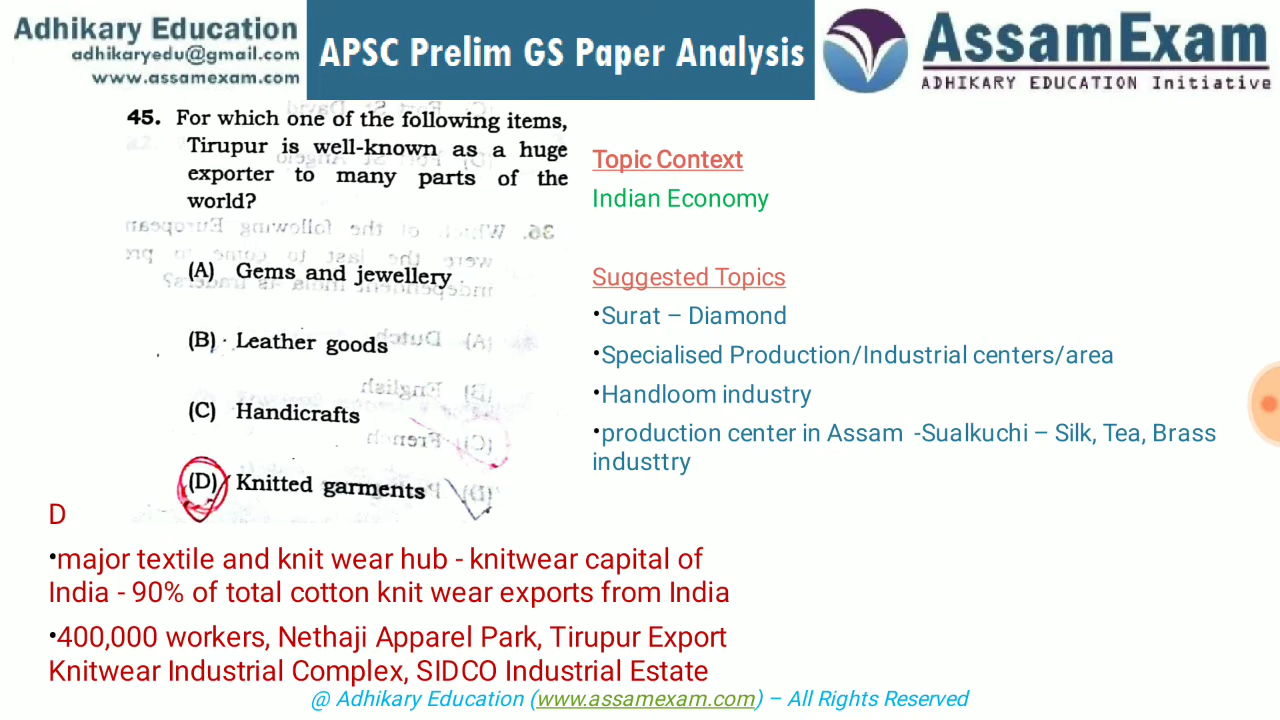 Adhikary Education
adhikaryedu@gmail.com
www.assamexam.com
APSC Prelim GS Paper Analysis
AssamExam
ADHIKARY EDUCATION Initiative
45. For which one of the following items,
Tirupur is well-known as a huge
exporter to many parts of the
world?
(A) Gems and jewellery
(B) Leather goods
(C) Handicrafts
(D) Knitted garments
Topic Context
Indian Economy
Suggested Topics
•Surat – Diamond
•Specialised Production/Industrial centers/area
•Handloom industry
•production center in Assam -Sualkuchi – Silk, Tea, Brass
industtry
D
•major textile and knit wear hub - knitwear capital of
India - 90% of total cotton knit wear exports from India
•400,000 workers, Nethaji Apparel Park, Tirupur Export
Knitwear Industrial Complex, SIDCO Industrial Estate
@ Adhikary Education (www.assamexam.com) – All Rights Reserved